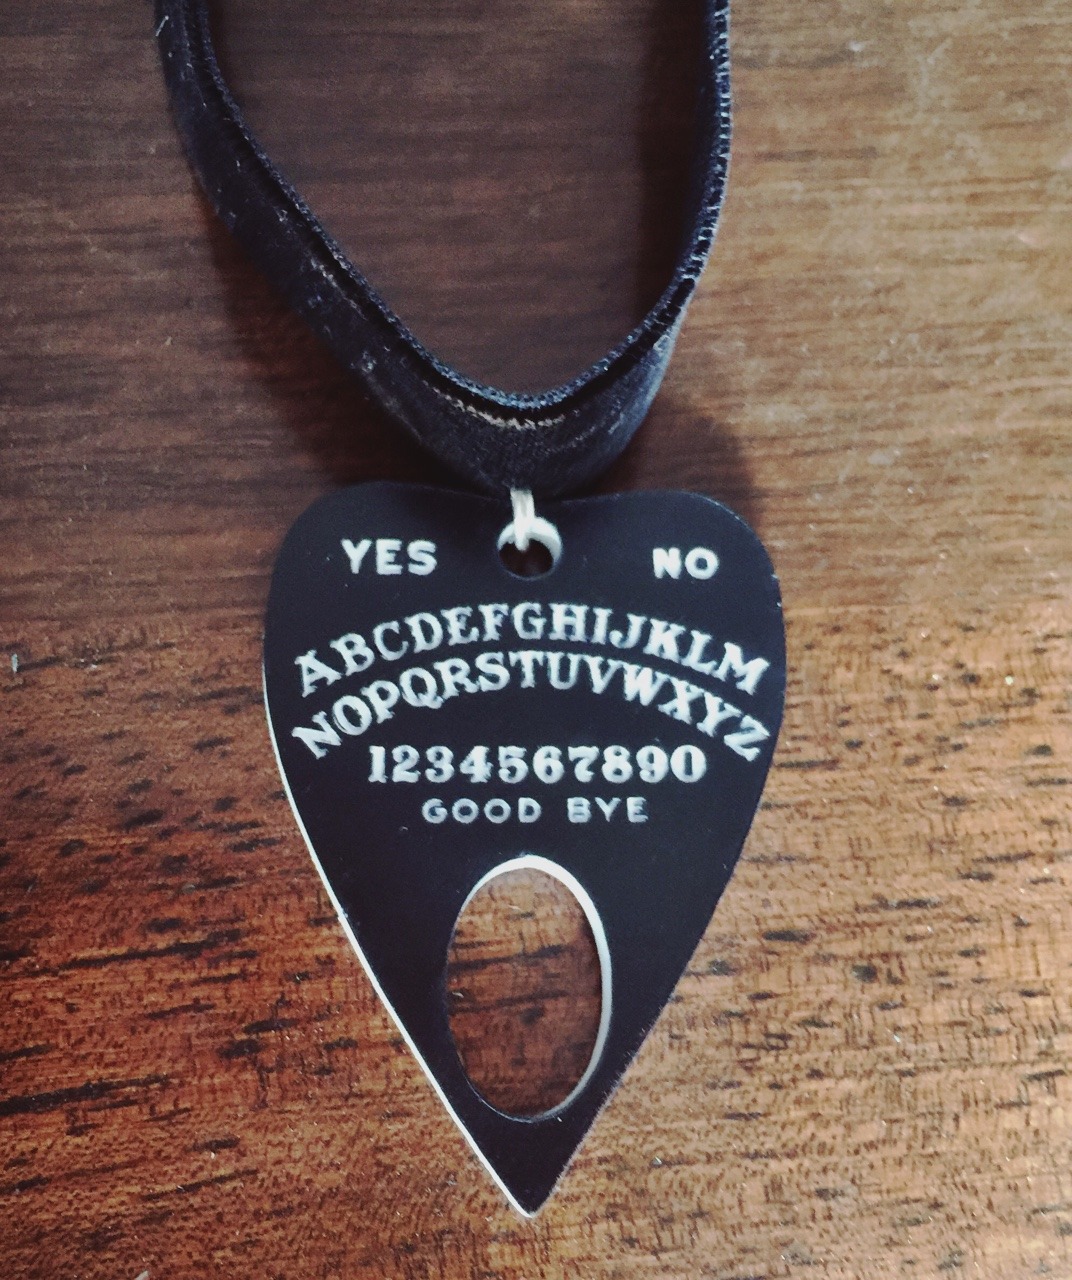 YES NO
ABCDEFGHIJKLM
NOPQRSTUVWXYZ
1234567890
GOOD BYE